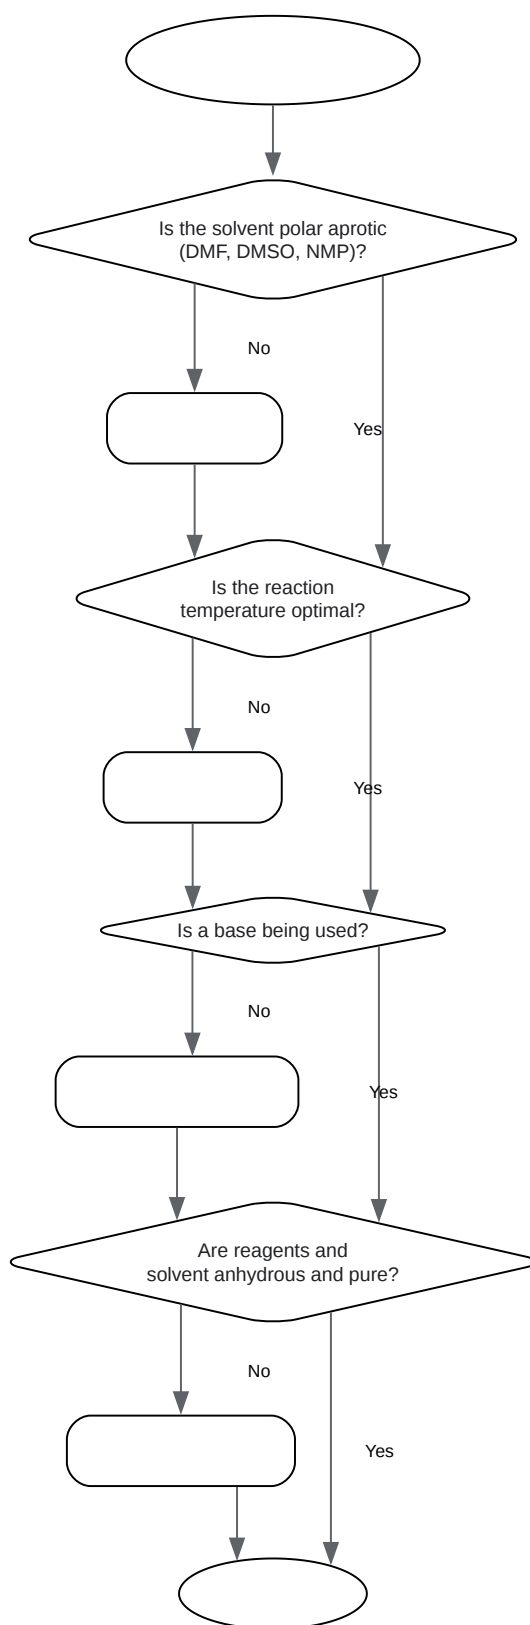 Is the solvent polar aprotic
(DMF, DMSO, NMP)?
No
Yes
Is the reaction
temperature optimal?
No
Yes
Is a base being used?
No
Yes
Are reagents and
solvent anhydrous and pure?
No
Yes